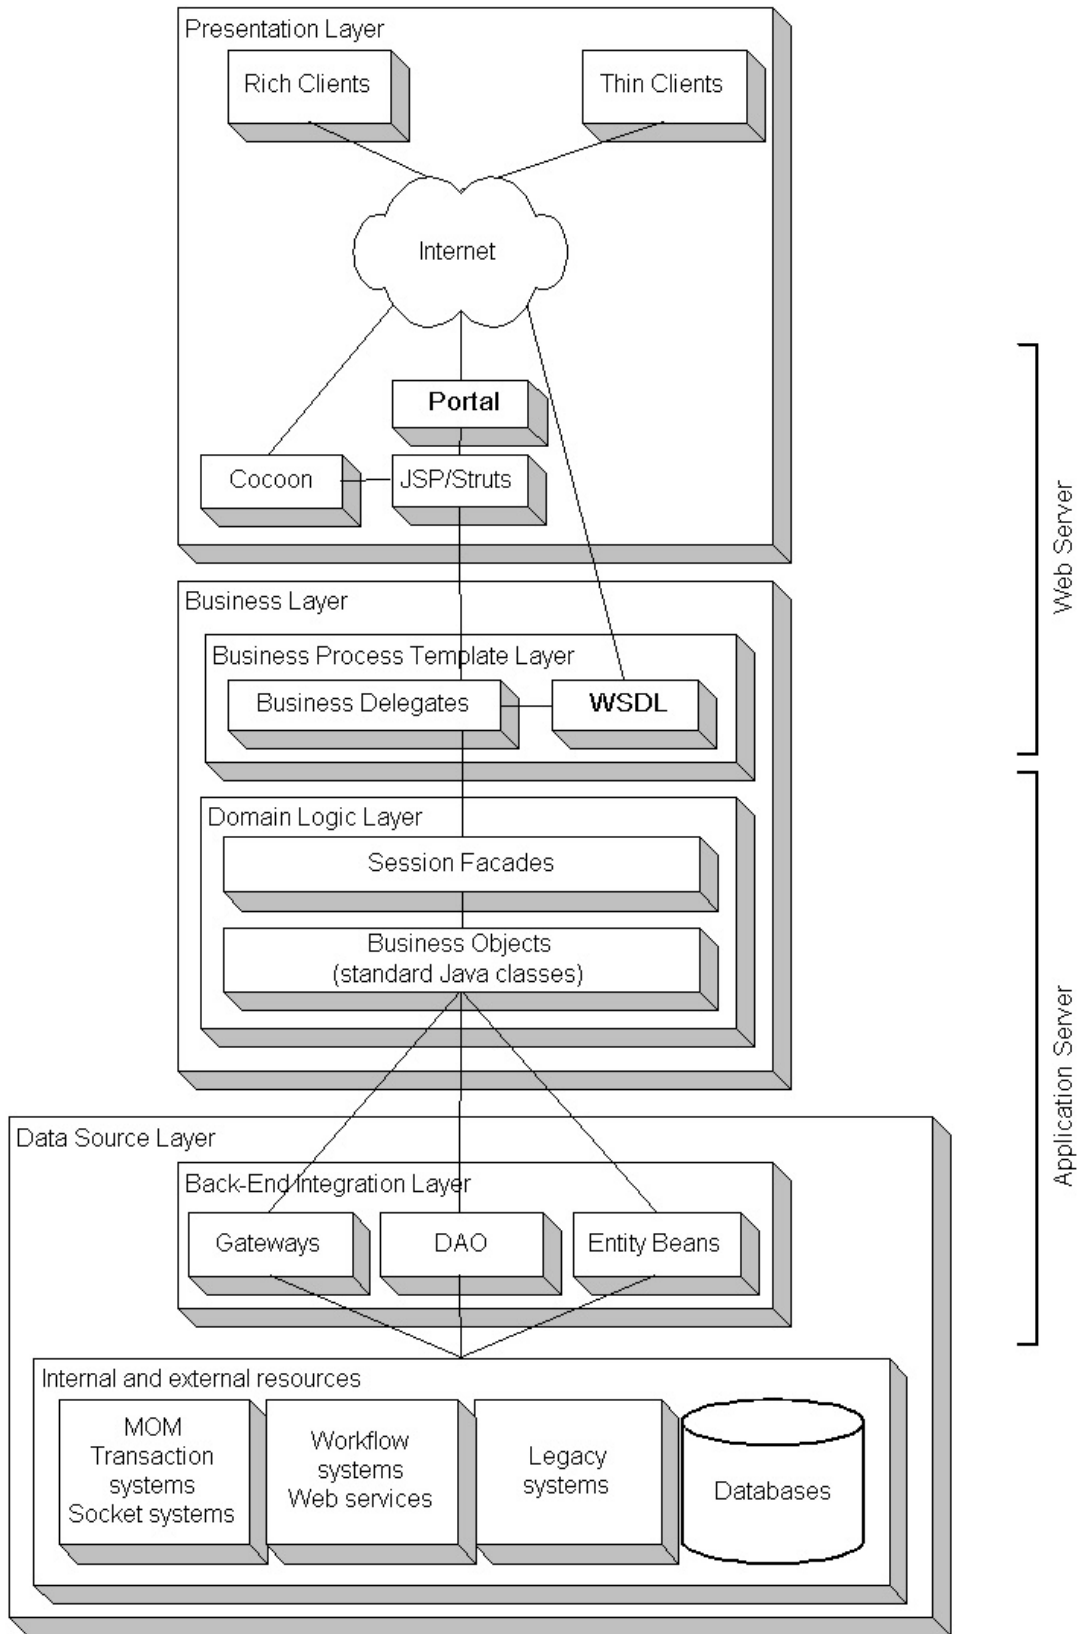 Presentation Layer
Rich Clients
Thin Clients
Internet
Portal
Cocoon
JSP/Struts
Web Server
Business Layer
Business Process Template Layer
Business Delegates
WSDL
Domain Logic Layer
Session Facades
Business Objects
(standard Java classes)
Application Server
Data Source Layer
Back-End Integration Layer
Gateways
DAO
Entity Beans
Internal and external resources
MOM
Transaction
systems
Socket systems
Workflow
systems
Web services
Legacy
systems
Databases